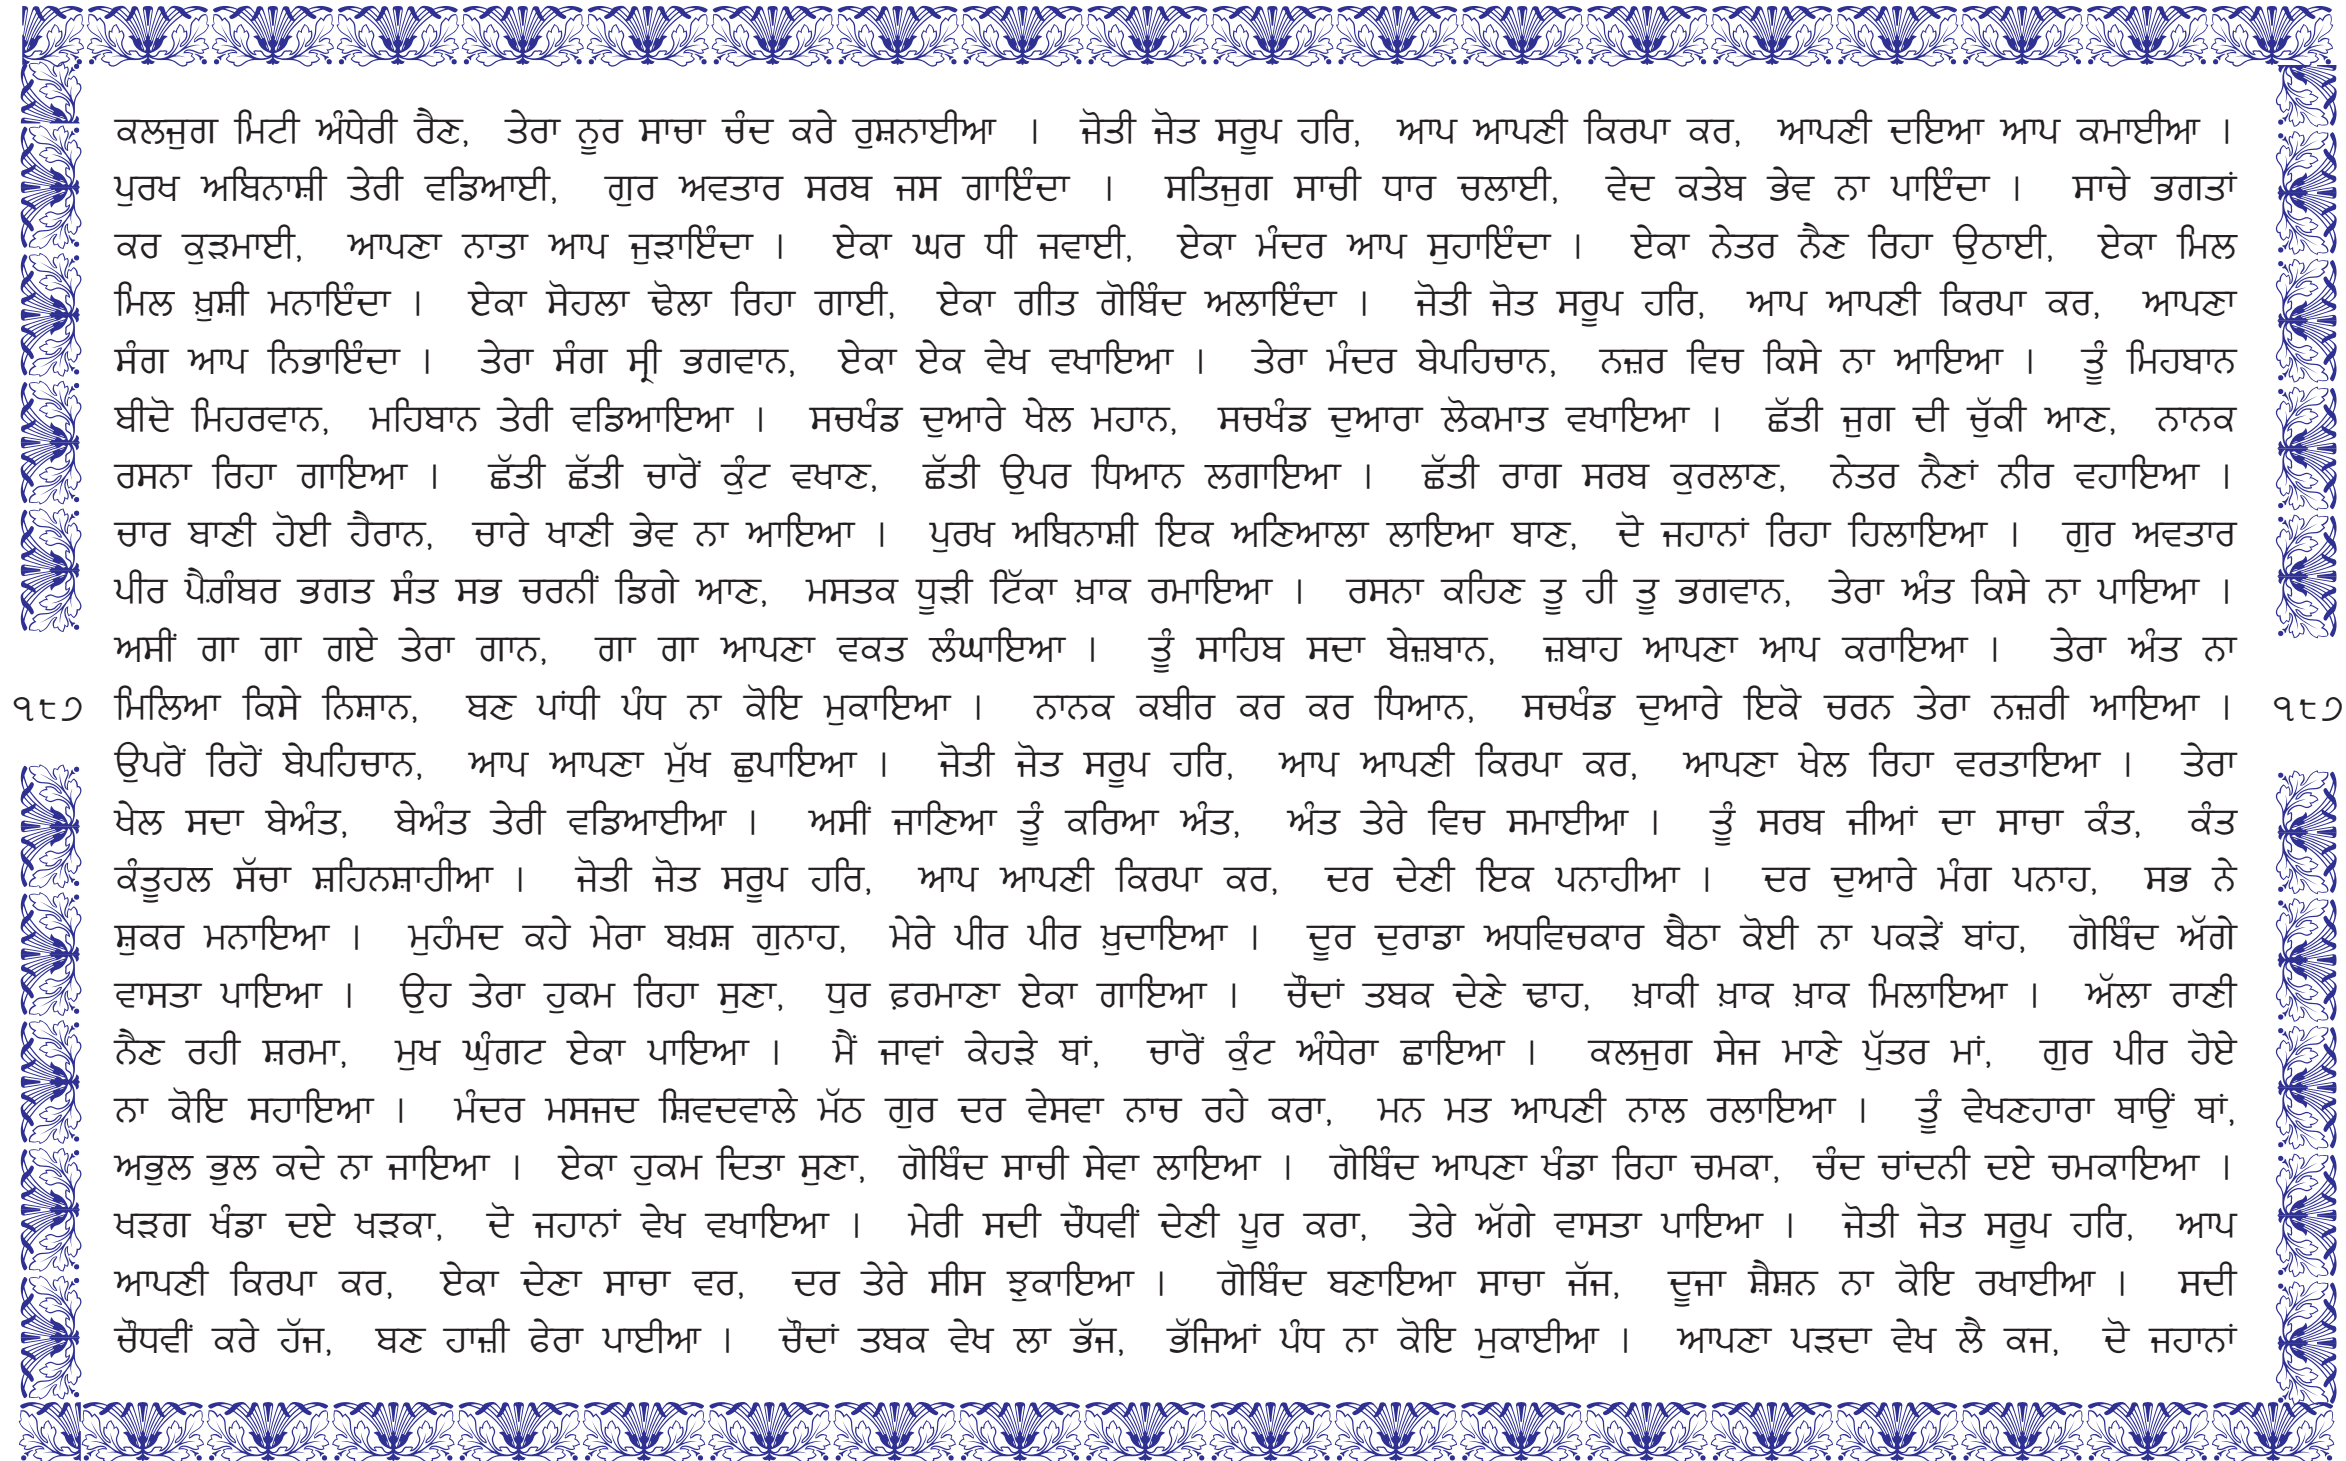 ਕਲਜੁਗ ਮਿਟੀ ਅੰਧੇਰੀ ਰੈਣ, ਤੇਰਾ ਨੂਰ ਸਾਚਾ ਚੰਦ ਕਰੇ ਰੁਸ਼ਨਾਈਆ । ਜੋਤੀ ਜੋਤ ਸਰੂਪ ਹਰਿ, ਆਪ ਆਪਣੀ ਕਿਰਪਾ ਕਰ, ਆਪਣੀ ਦਇਆ ਆਪ ਕਮਾਈਆ ।
ਪੁਰਖ ਅਬਿਨਾਸ਼ੀ ਤੇਰੀ ਵਡਿਆਈ, ਗੁਰ ਅਵਤਾਰ ਸਰਬ ਜਸ ਗਾਇੰਦਾ । ਸਤਿਜੁਗ ਸਾਚੀ ਧਾਰ ਚਲਾਈ, ਵੇਦ ਕਤੇਬ ਭੇਵ ਨਾ ਪਾਇੰਦਾ । ਸਾਚੇ ਭਗਤਾਂ
ਕਰ ਕੁੜਮਾਈ, ਆਪਣਾ ਨਾਤਾ ਆਪ ਜੁੜਾਇੰਦਾ । ਏਕਾ ਘਰ ਧੀ ਜਵਾਈ, ਏਕਾ ਮੰਦਰ ਆਪ ਸੁਹਾਇੰਦਾ । ਏਕਾ ਨੇਤਰ ਨੈਣ ਰਿਹਾ ਉਠਾਈ, ਏਕਾ ਮਿਲ
ਮਿਲ ਖ਼ੁਸ਼ੀ ਮਨਾਇੰਦਾ । ਏਕਾ ਸੋਹਲਾ ਢੋਲਾ ਰਿਹਾ ਗਾਈ, ਏਕਾ ਗੀਤ ਗੋਬਿੰਦ ਅਲਾਇੰਦਾ । ਜੋਤੀ ਜੋਤ ਸਰੂਪ ਹਰਿ, ਆਪ ਆਪਣੀ ਕਿਰਪਾ ਕਰ, ਆਪਣਾ
ਸੰਗ ਆਪ ਨਿਭਾਇੰਦਾ । ਤੇਰਾ ਸੰਗ ਸ੍ਰੀ ਭਗਵਾਨ, ਏਕਾ ਏਕ ਵੇਖ ਵਖਾਇਆ । ਤੇਰਾ ਮੰਦਰ ਬੇਪਹਿਚਾਨ, ਨਜ਼ਰ ਵਿਚ ਕਿਸੇ ਨਾ ਆਇਆ । ਤੂੰ ਮਿਹਬਾਨ
ਬੀਦੋ ਮਿਹਰਵਾਨ, ਮਹਿਬਾਨ ਤੇਰੀ ਵਡਿਆਇਆ । ਸਚਖੰਡ ਦੁਆਰੇ ਖੇਲ ਮਹਾਨ, ਸਚਖੰਡ ਦੁਆਰਾ ਲੋਕਮਾਤ ਵਖਾਇਆ । ਛੱਤੀ ਜੁਗ ਦੀ ਚੁੱਕੀ ਆਣ, ਨਾਨਕ
ਰਸਨਾ ਰਿਹਾ ਗਾਇਆ । ਛੱਤੀ ਛੱਤੀ ਚਾਰੋਂ ਕੁੰਟ ਵਖਾਣ, ਛੱਤੀ ਉਪਰ ਧਿਆਨ ਲਗਾਇਆ । ਛੱਤੀ ਰਾਗ ਸਰਬ ਕੁਰਲਾਣ, ਨੇਤਰ ਨੈਣਾਂ ਨੀਰ ਵਹਾਇਆ ।
ਚਾਰ ਬਾਣੀ ਹੋਈ ਹੈਰਾਨ, ਚਾਰੇ ਖਾਣੀ ਭੇਵ ਨਾ ਆਇਆ । ਪੁਰਖ ਅਬਿਨਾਸ਼ੀ ਇਕ ਅਣਿਆਲਾ ਲਾਇਆ ਬਾਣ, ਦੋ ਜਹਾਨਾਂ ਰਿਹਾ ਹਿਲਾਇਆ । ਗੁਰ ਅਵਤਾਰ
ਪੀਰ ਪੈਗ਼ੰਬਰ ਭਗਤ ਸੰਤ ਸਭ ਚਰਨੀਂ ਡਿਗੇ ਆਣ, ਮਸਤਕ ਧੂੜੀ ਟਿੱਕਾ ਖ਼ਾਕ ਰਮਾਇਆ । ਰਸਨਾ ਕਹਿਣ ਤੂ ਹੀ ਤੂ ਭਗਵਾਨ, ਤੇਰਾ ਅੰਤ ਕਿਸੇ ਨਾ ਪਾਇਆ ।
ਅਸੀਂ ਗਾ ਗਾ ਗਏ ਤੇਰਾ ਗਾਨ, ਗਾ ਗਾ ਆਪਣਾ ਵਕਤ ਲੰਘਾਇਆ । ਤੂੰ ਸਾਹਿਬ ਸਦਾ ਬੇਜ਼ਬਾਨ, ਜ਼ਬਾਹ ਆਪਣਾ ਆਪ ਕਰਾਇਆ । ਤੇਰਾ ਅੰਤ ਨਾ
੧੮੭ ਮਿਲਿਆ ਕਿਸੇ ਨਿਸ਼ਾਨ, ਬਣ ਪਾਂਧੀ ਪੰਧ ਨਾ ਕੋਇ ਮੁਕਾਇਆ । ਨਾਨਕ ਕਬੀਰ ਕਰ ਕਰ ਧਿਆਨ, ਸਚਖੰਡ ਦੁਆਰੇ ਇਕੋ ਚਰਨ ਤੇਰਾ ਨਜ਼ਰੀ ਆਇਆ । ੧੮੭
ਉਪਰੋਂ ਰਿਹੋਂ ਬੇਪਹਿਚਾਨ, ਆਪ ਆਪਣਾ ਮੁੱਖ ਛੁਪਾਇਆ । ਜੋਤੀ ਜੋਤ ਸਰੂਪ ਹਰਿ, ਆਪ ਆਪਣੀ ਕਿਰਪਾ ਕਰ, ਆਪਣਾ ਖੇਲ ਰਿਹਾ ਵਰਤਾਇਆ । ਤੇਰਾ
ਖੇਲ ਸਦਾ ਬੇਅੰਤ, ਬੇਅੰਤ ਤੇਰੀ ਵਡਿਆਈਆ । ਅਸੀਂ ਜਾਣਿਆ ਤੂੰ ਕਰਿਆ ਅੰਤ, ਅੰਤ ਤੇਰੇ ਵਿਚ ਸਮਾਈਆ । ਤੂੰ ਸਰਬ ਜੀਆਂ ਦਾ ਸਾਚਾ ਕੰਤ, ਕੰਤ
ਕੰਤੂਹਲ ਸੱਚਾ ਸ਼ਹਿਨਸ਼ਾਹੀਆ । ਜੋਤੀ ਜੋਤ ਸਰੂਪ ਹਰਿ, ਆਪ ਆਪਣੀ ਕਿਰਪਾ ਕਰ, ਦਰ ਦੇਣੀ ਇਕ ਪਨਾਹੀਆ । ਦਰ ਦੁਆਰੇ ਮੰਗ ਪਨਾਹ, ਸਭ ਨੇ
ਸ਼ੁਕਰ ਮਨਾਇਆ । ਮੁਹੰਮਦ ਕਹੇ ਮੇਰਾ ਬਖ਼ਸ਼ ਗੁਨਾਹ, ਮੇਰੇ ਪੀਰ ਪੀਰ ਖ਼ੁਦਾਇਆ । ਦੂਰ ਦੁਰਾਡਾ ਅਧਵਿਚਕਾਰ ਬੈਠਾ ਕੋਈ ਨਾ ਪਕੜੇਂ ਬਾਂਹ, ਗੋਬਿੰਦ ਅੱਗੇ
ਵਾਸਤਾ ਪਾਇਆ । ਉਹ ਤੇਰਾ ਹੁਕਮ ਰਿਹਾ ਸੁਣਾ, ਧੁਰ ਫ਼ਰਮਾਣਾ ਏਕਾ ਗਾਇਆ । ਚੌਦਾਂ ਤਬਕ ਦੇਣੇ ਢਾਹ, ਖ਼ਾਕੀ ਖ਼ਾਕ ਖ਼ਾਕ ਮਿਲਾਇਆ । ਅੱਲਾ ਰਾਣੀ
ਨੈਣ ਰਹੀ ਸ਼ਰਮਾ, ਮੁਖ ਘੁੰਗਟ ਏਕਾ ਪਾਇਆ । ਮੈਂ ਜਾਵਾਂ ਕੇਹੜੇ ਥਾਂ, ਚਾਰੋਂ ਕੁੰਟ ਅੰਧੇਰਾ ਛਾਇਆ । ਕਲਜੁਗ ਸੇਜ ਮਾਣੇ ਪੁੱਤਰ ਮਾਂ, ਗੁਰ ਪੀਰ ਹੋਏ
ਨਾ ਕੋਇ ਸਹਾਇਆ । ਮੰਦਰ ਮਸਜਦ ਸ਼ਿਵਦਵਾਲੇ ਮੱਠ ਗੁਰ ਦਰ ਵੇਸਵਾ ਨਾਚ ਰਹੇ ਕਰਾ, ਮਨ ਮਤ ਆਪਣੀ ਨਾਲ ਰਲਾਇਆ । ਤੂੰ ਵੇਖਣਹਾਰਾ ਥਾਉਂ ਥਾਂ,
ਅਭੁਲ ਭੁਲ ਕਦੇ ਨਾ ਜਾਇਆ । ਏਕਾ ਹੁਕਮ ਦਿਤਾ ਸੁਣਾ, ਗੋਬਿੰਦ ਸਾਚੀ ਸੇਵਾ ਲਾਇਆ । ਗੋਬਿੰਦ ਆਪਣਾ ਖੰਡਾ ਰਿਹਾ ਚਮਕਾ, ਚੰਦ ਚਾਂਦਨੀ ਦਏ ਚਮਕਾਇਆ ।
ਖੜਗ ਖੰਡਾ ਦਏ ਖੜਕਾ, ਦੋ ਜਹਾਨਾਂ ਵੇਖ ਵਖਾਇਆ । ਮੇਰੀ ਸਦੀ ਚੌਧਵੀਂ ਦੇਣੀ ਪੂਰ ਕਰਾ, ਤੇਰੇ ਅੱਗੇ ਵਾਸਤਾ ਪਾਇਆ । ਜੋਤੀ ਜੋਤ ਸਰੂਪ ਹਰਿ, ਆਪ
ਆਪਣੀ ਕਿਰਪਾ ਕਰ, ਏਕਾ ਦੇਣਾ ਸਾਚਾ ਵਰ, ਦਰ ਤੇਰੇ ਸੀਸ ਝੁਕਾਇਆ । ਗੋਬਿੰਦ ਬਣਾਇਆ ਸਾਚਾ ਜੱਜ, ਦੂਜਾ ਸ਼ੈਸ਼ਨ ਨਾ ਕੋਇ ਰਖਾਈਆ । ਸਦੀ
ਚੌਧਵੀਂ ਕਰੇ ਹੱਜ, ਬਣ ਹਾਜ਼ੀ ਫੇਰਾ ਪਾਈਆ । ਚੌਦਾਂ ਤਬਕ ਵੇਖ ਲਾ ਭੱਜ, ਭੱਜਿਆਂ ਪੰਧ ਨਾ ਕੋਇ ਮੁਕਾਈਆ । ਆਪਣਾ ਪੜਦਾ ਵੇਖ ਲੈ ਕਜ, ਦੋ ਜਹਾਨਾਂ